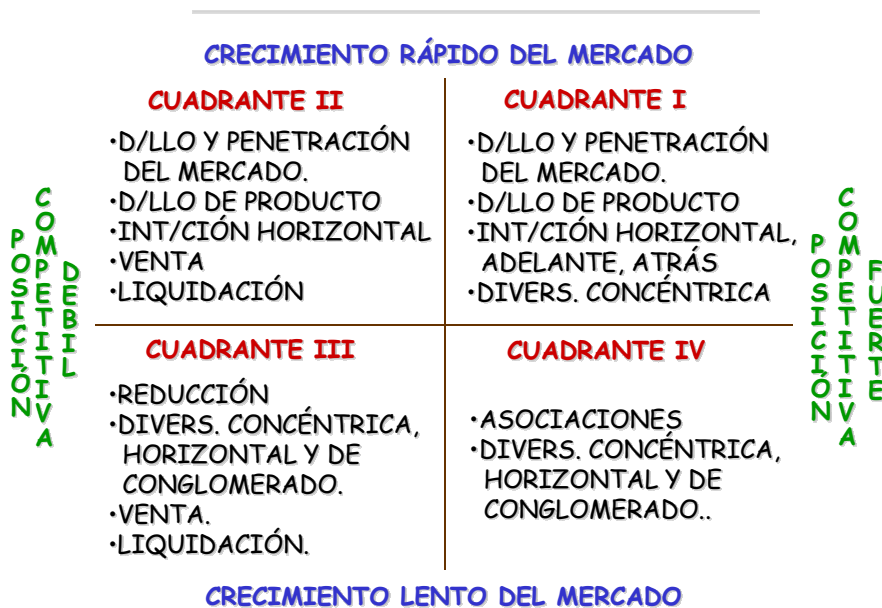 CRECIMIENTO RÁPIDO DEL MERCADO
CUADRANTE II
•D/LLO Y PENETRACIÓN
DEL MERCADO.
•D/LLO DE PRODUCTO
•INT/CIÓN HORIZONTAL
•VENTA
•LIQUIDACIÓN
CUADRANTE I
•D/LLO Y PENETRACIÓN
DEL MERCADO.
•D/LLO DE PRODUCTO
•INT/CIÓN HORIZONTAL,
ADELANTE, ATRÁS
•DIVERS. CONCÉNTRICA
POSICIÓN
COMPETITIVA
DEBIL
POSICIÓN
COMPETITIVA
FUERTE
CUADRANTE III
•REDUCCIÓN
•DIVERS. CONCÉNTRICA,
HORIZONTAL Y DE
CONGLOMERADO.
•VENTA.
•LIQUIDACIÓN.
CUADRANTE IV
•ASOCIACIONES
•DIVERS. CONCÉNTRICA,
HORIZONTAL Y DE
CONGLOMERADO..
CRECIMIENTO LENTO DEL MERCADO